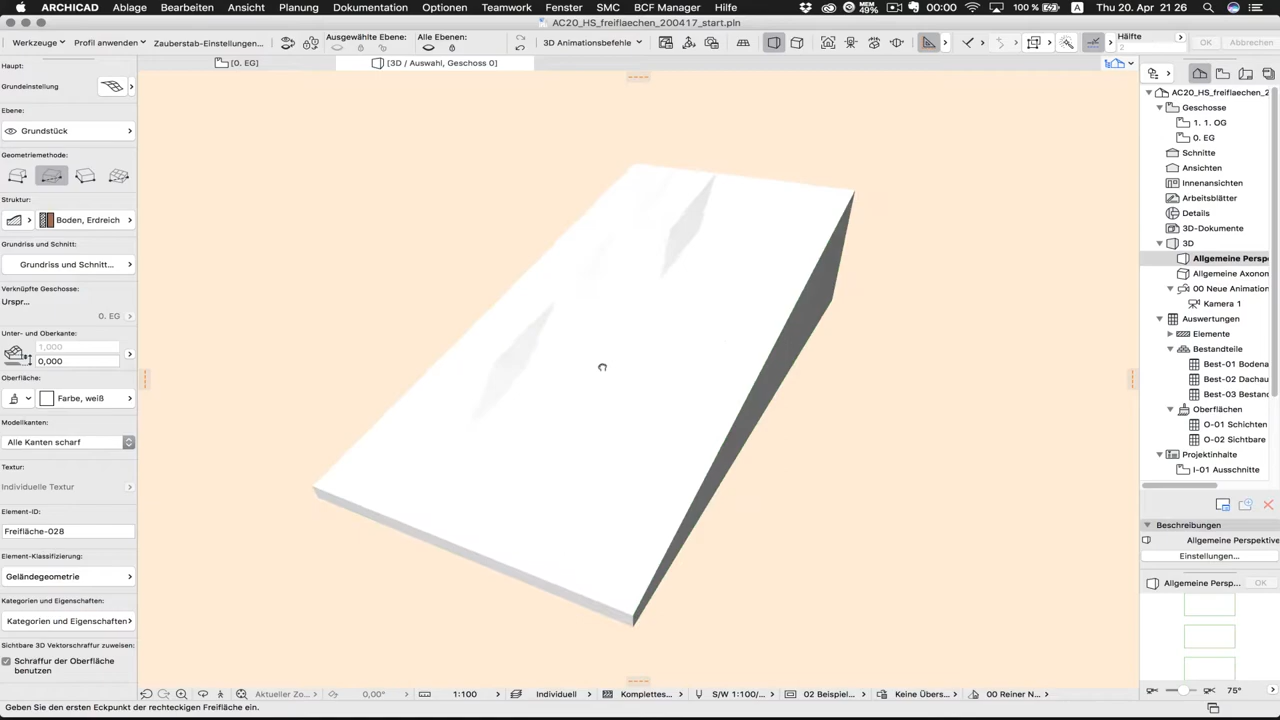 ARCHICAD Ablage Bearbeiten Ansicht Planung Dokumentation Optionen Teamwork Fenster SMC BCF Manager Hilfe MEM 49% 00:00 100 % A Thu 20. Apr 21 26
AC20_HS_freiflaechen_200417_start.pln
Werkzeuge Profil anwenden Zauberstab-Einstellungen... Ausgewählte Ebene: Alle Ebenen: 3D Animationsbefehle Hälfte 2 OK Abbrechen
Haupt: [0. EG] [3D / Auswahl, Geschoss 0]
Grundeinstellung
Ebene:
Grundstück
Geometriemethode:
Struktur:
Boden, Erdreich
Grundriss und Schnitt:
Grundriss und Schnitt...
Verknüpfte Geschosse:
Urspr...
0. EG
Unter- und Oberkante:
1,000
0,000
Oberfläche:
Farbe, weiß
Modellkanten:
Alle Kanten scharf
Textur:
Individuelle Textur
Element-ID:
Freifläche-028
Element-Klassifizierung:
Geländegeometrie
Kategorien und Eigenschaften:
Kategorien und Eigenschaften
Sichtbare 3D Vektorschraffur zuweisen:
Schraffur der Oberfläche
benutzen
AC20_HS_freiflaechen_2
Geschosse
1. 1. OG
0. EG
Schnitte
Ansichten
Innenansichten
Arbeitsblätter
Details
3D-Dokumente
3D
Allgemeine Persp
Allgemeine Axonom
00 Neue Animation
Kamera 1
Auswertungen
Elemente
Bestandteile
Best-01 Bodena
Best-02 Dachau
Best-03 Bestand
Oberflächen
O-01 Schichten
O-02 Sichtbare
Projektinhalte
I-01 Ausschnitte
Beschreibungen
Allgemeine Perspektive
Einstellungen...
Allgemeine Persp... OK
Aktueller Zo... 0,00° 1:100 Individuell Komplettes... S/W 1:100/... 02 Beispiel... Keine Übers... 00 Reiner N... 75°
Geben Sie den ersten Eckpunkt der rechteckigen Freifläche ein.